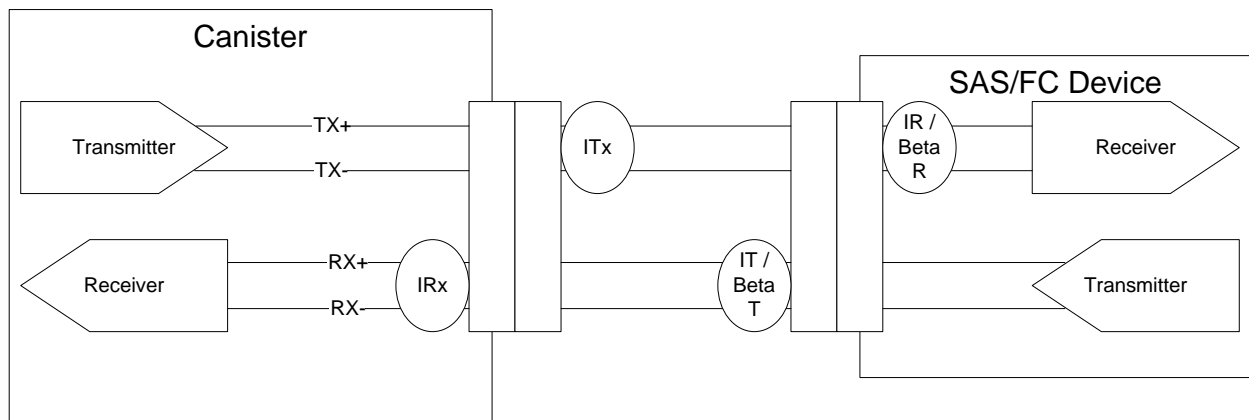 Canister
SAS/FC Device
Transmitter
TX+
TX-
ITx
IR /
Beta
R
Receiver
Receiver
RX+
RX-
IRx
IT /
Beta
T
Transmitter